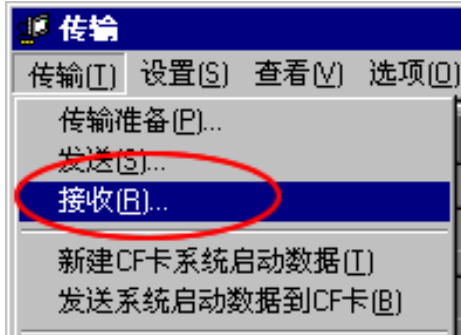 传输
传输(T) 设置(S) 查看(V) 选项(O)
传输准备(P)...
发送(S)...
接收(R)...
新建CF卡系统启动数据(T)
发送系统启动数据到CF卡(B)